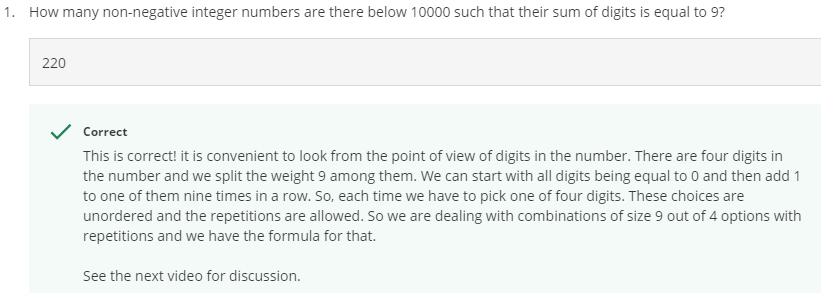 1. How many non-negative integer numbers are there below 10000 such that their sum of digits is equal to 9?
220
Correct
This is correct! it is convenient to look from the point of view of digits in the number. There are four digits in
the number and we split the weight 9 among them. We can start with all digits being equal to 0 and then add 1
to one of them nine times in a row. So, each time we have to pick one of four digits. These choices are
unordered and the repetitions are allowed. So we are dealing with combinations of size 9 out of 4 options with
repetitions and we have the formula for that.
See the next video for discussion.